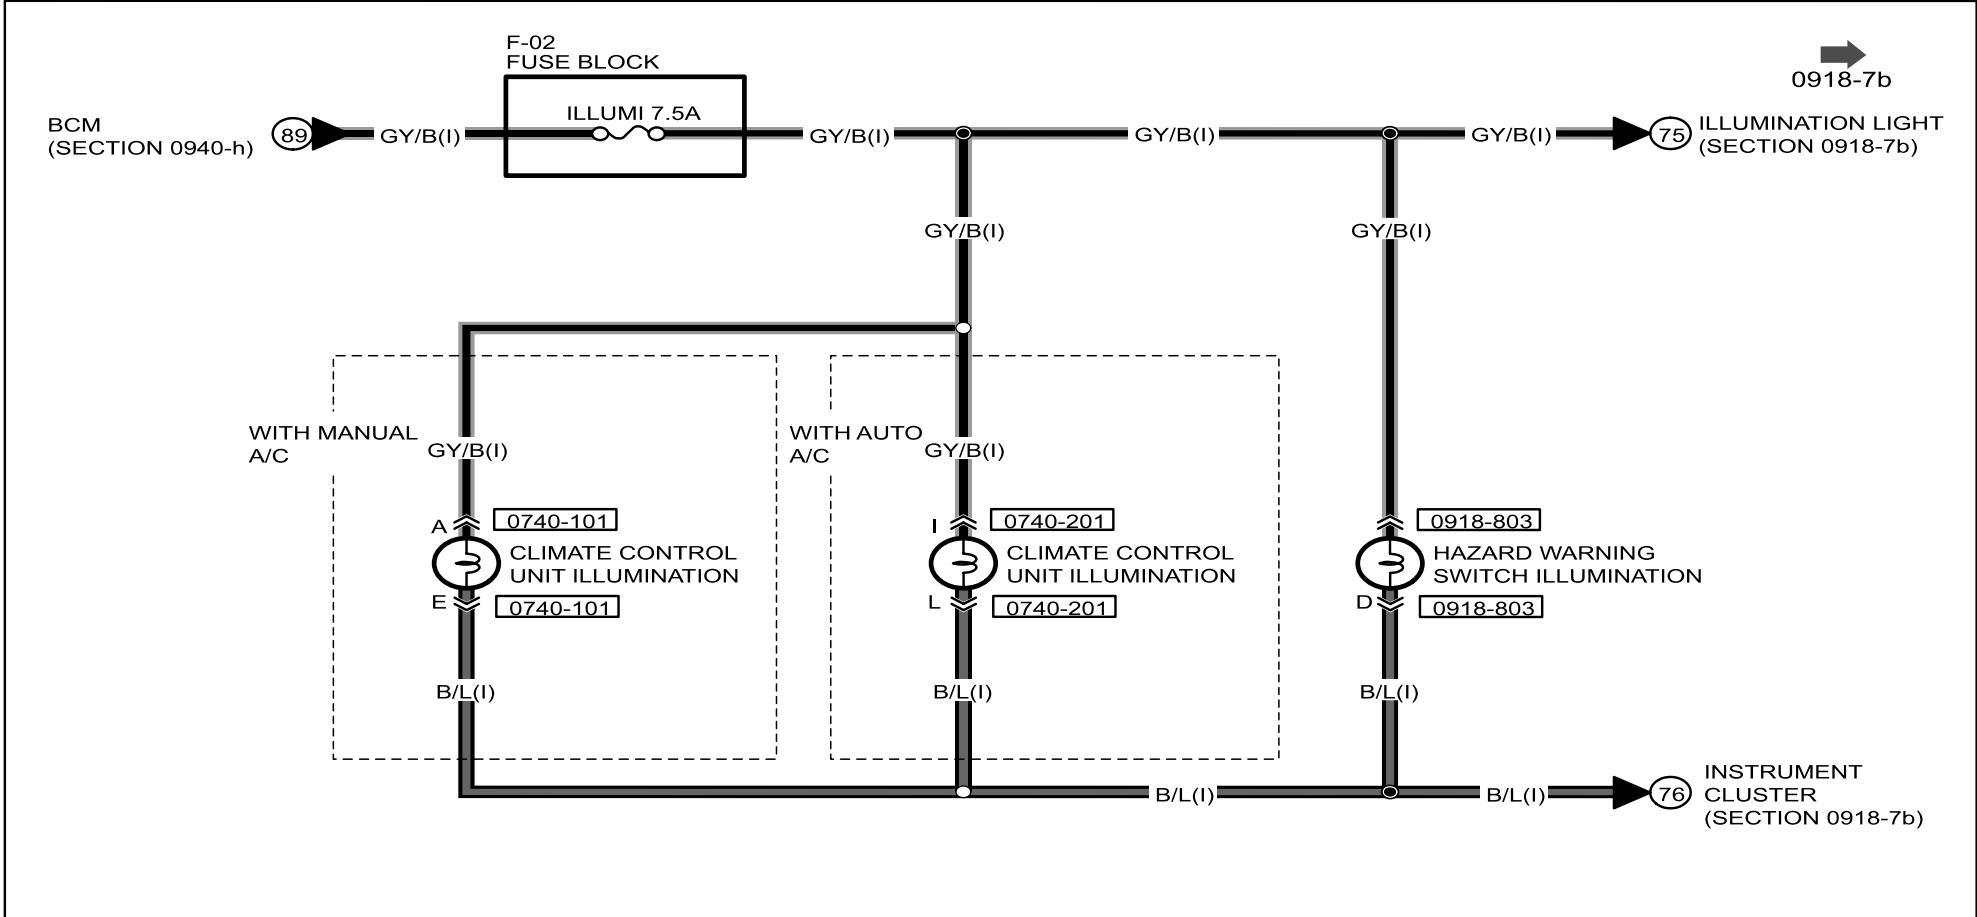 F-02
FUSE BLOCK
0918-7b
ILLUMI 7.5A
BCM
(SECTION 0940-h)
89
GY/B(I)
GY/B(I)
GY/B(I)
GY/B(I)
75
ILLUMINATION LIGHT
(SECTION 0918-7b)
GY/B(I)
GY/B(I)
WITH MANUAL
A/C
GY/B(I)
WITH AUTO
A/C
GY/B(I)
A
0740-101
CLIMATE CONTROL
UNIT ILLUMINATION
E
0740-101
I
0740-201
CLIMATE CONTROL
UNIT ILLUMINATION
L
0740-201
0918-803
HAZARD WARNING
SWITCH ILLUMINATION
D
0918-803
B/L(I)
B/L(I)
B/L(I)
B/L(I)
B/L(I)
76
INSTRUMENT
CLUSTER
(SECTION 0918-7b)